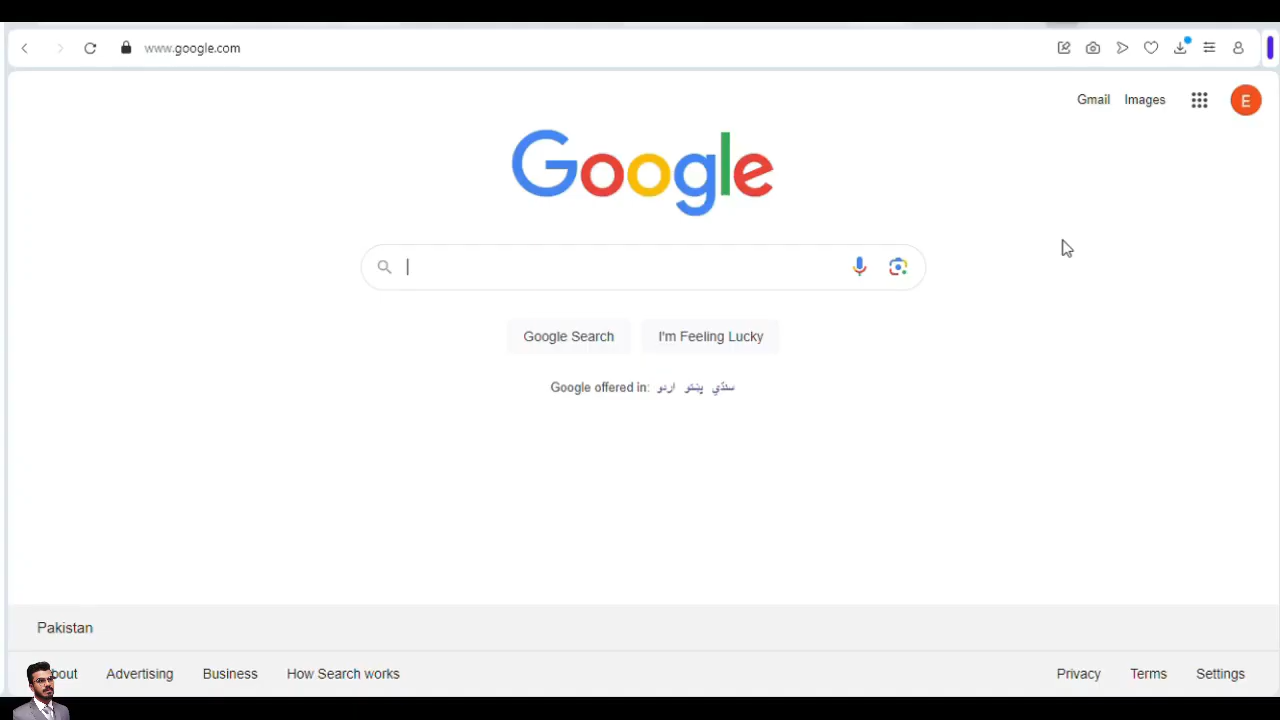 www.google.com
Gmail Images
E
Google
Google Search I'm Feeling Lucky
Google offered in: اردو پښتو سنڌي
Pakistan
Advertising Business How Search works Privacy Terms Settings